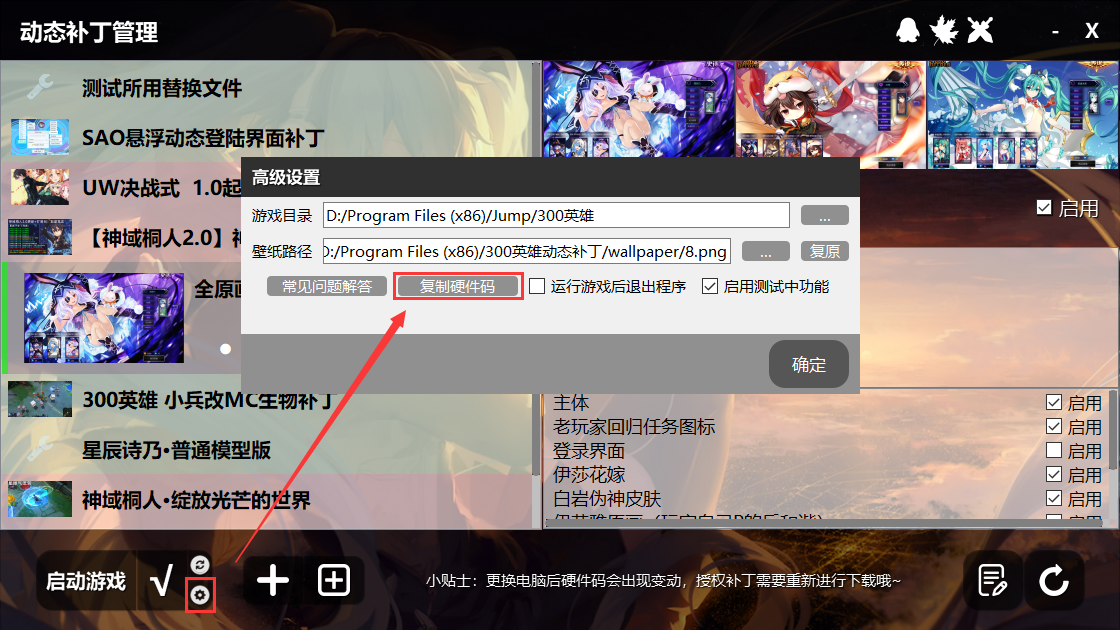 动态补丁管理
- X
测试所用替换文件
SAO悬浮动态登陆界面补丁
UW决战式 1.0起
【神域桐人2.0】
全原
300英雄 小兵改MC生物补丁
星辰诗乃•普通模型版
神域桐人•绽放光芒的世界
启用
高级设置
游戏目录 D:/Program Files (x86)/Jump/300英雄 ...
壁纸路径 D:/Program Files (x86)/300英雄动态补丁/wallpaper/8.png ... 复原
常见问题解答 复制硬件码 运行游戏后退出程序 启用测试中功能
确定
主体 启用
老玩家回归任务图标 启用
登录界面 启用
伊莎花嫁 启用
白岩伪神皮肤 启用
启动游戏
小贴士：更换电脑后硬件码会出现变动，授权补丁需要重新进行下载哦~